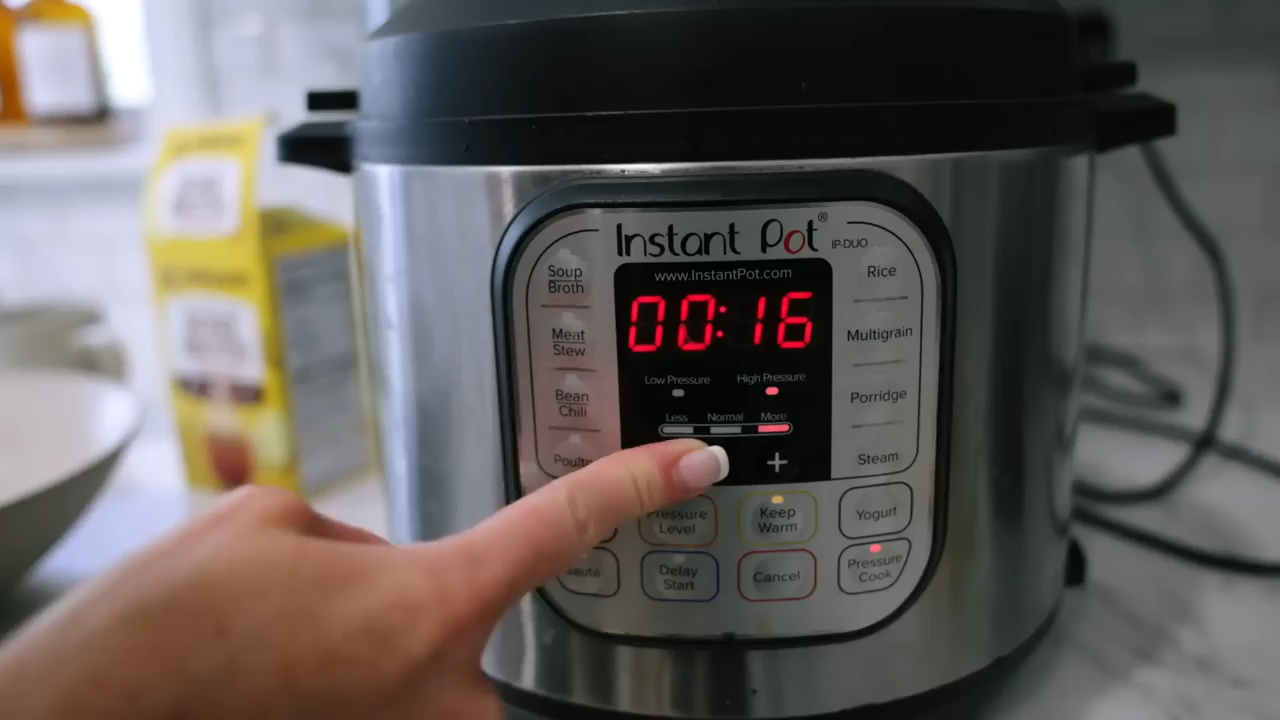 Instant Pot® IP-DUO
www.InstantPot.com
00:16
Low Pressure High Pressure
Less Normal More
+
Soup
Broth
Meat
Stew
Bean
Chili
Rice
Multigrain
Porridge
Steam
Pressure
Level
Keep
Warm
Yogurt
Delay
Start
Cancel
Pressure
Cook